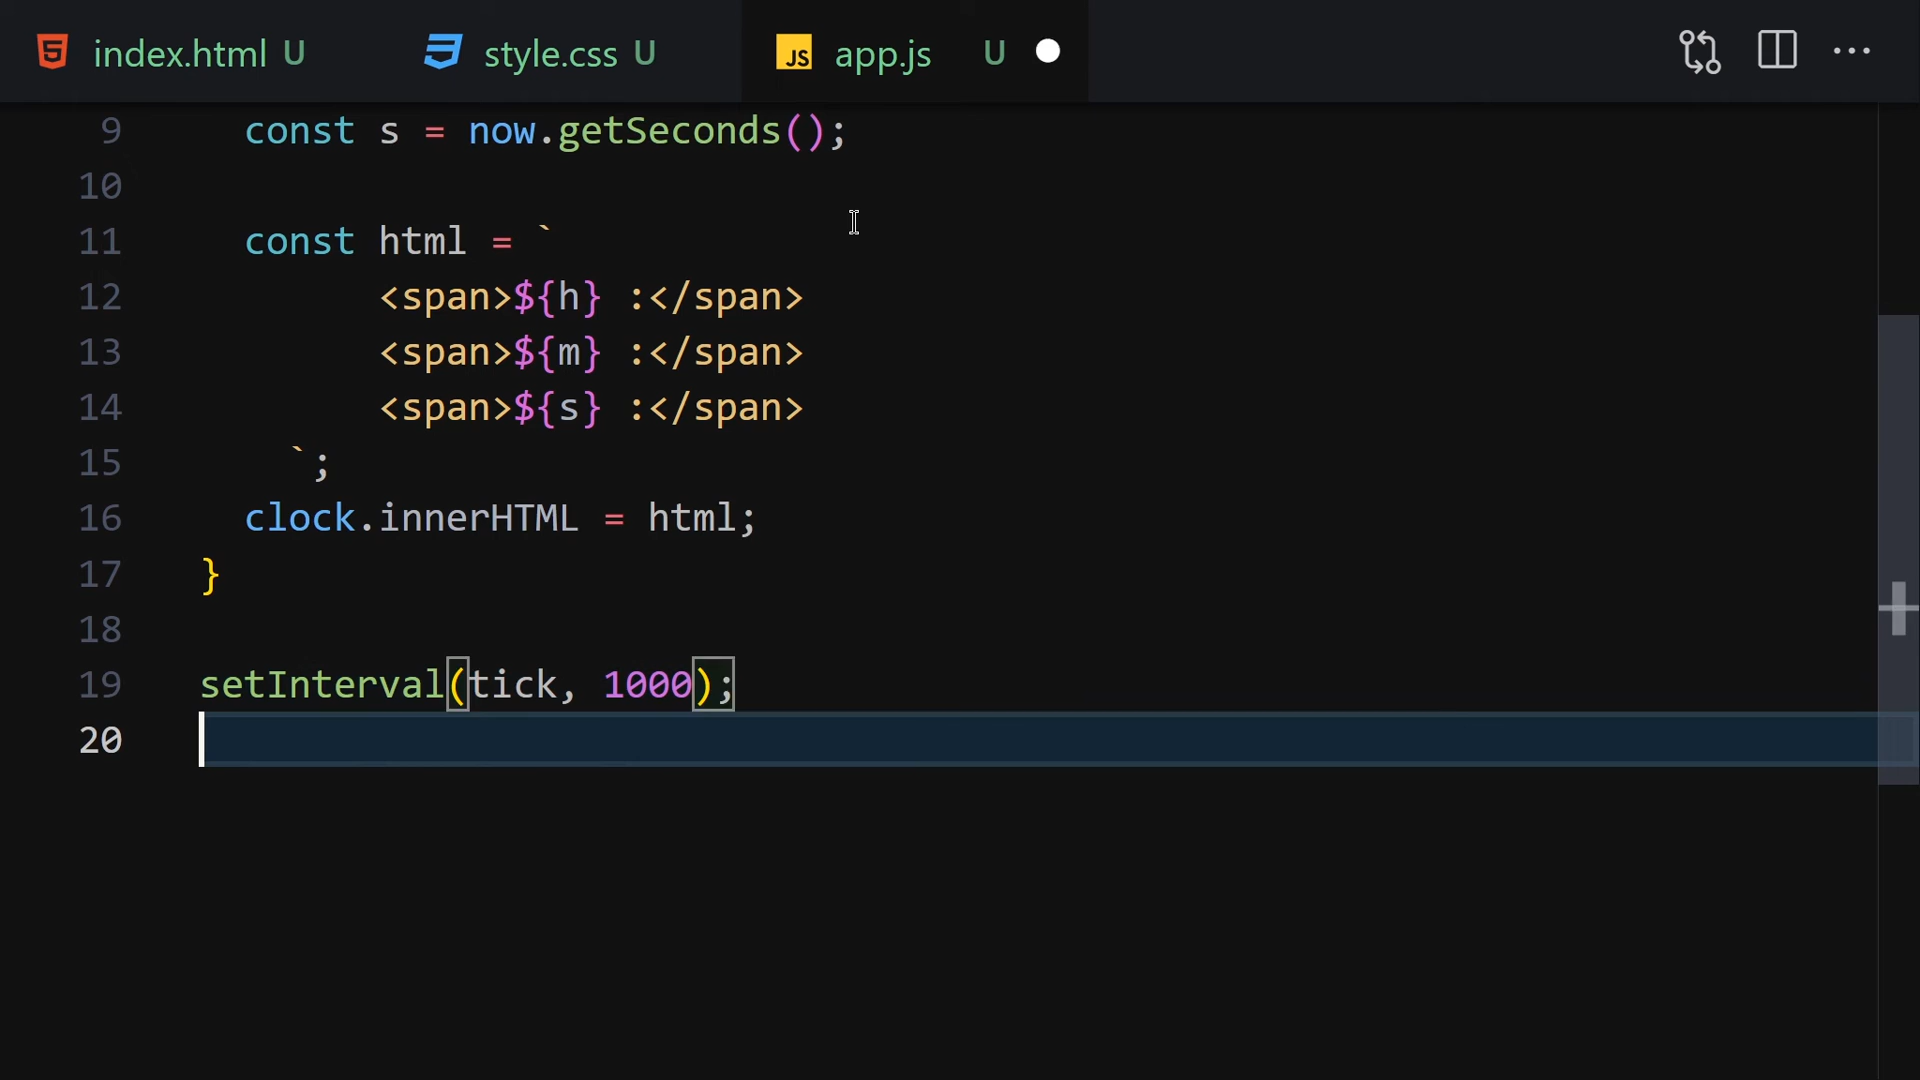 index.html U style.css U JS app.js U
9 const s = now.getSeconds();
10
11 const html = `
12 <span>${h} :</span>
13 <span>${m} :</span>
14 <span>${s} :</span>
15 `;
16 clock.innerHTML = html;
17 }
18
19 setInterval(tick, 1000);
20